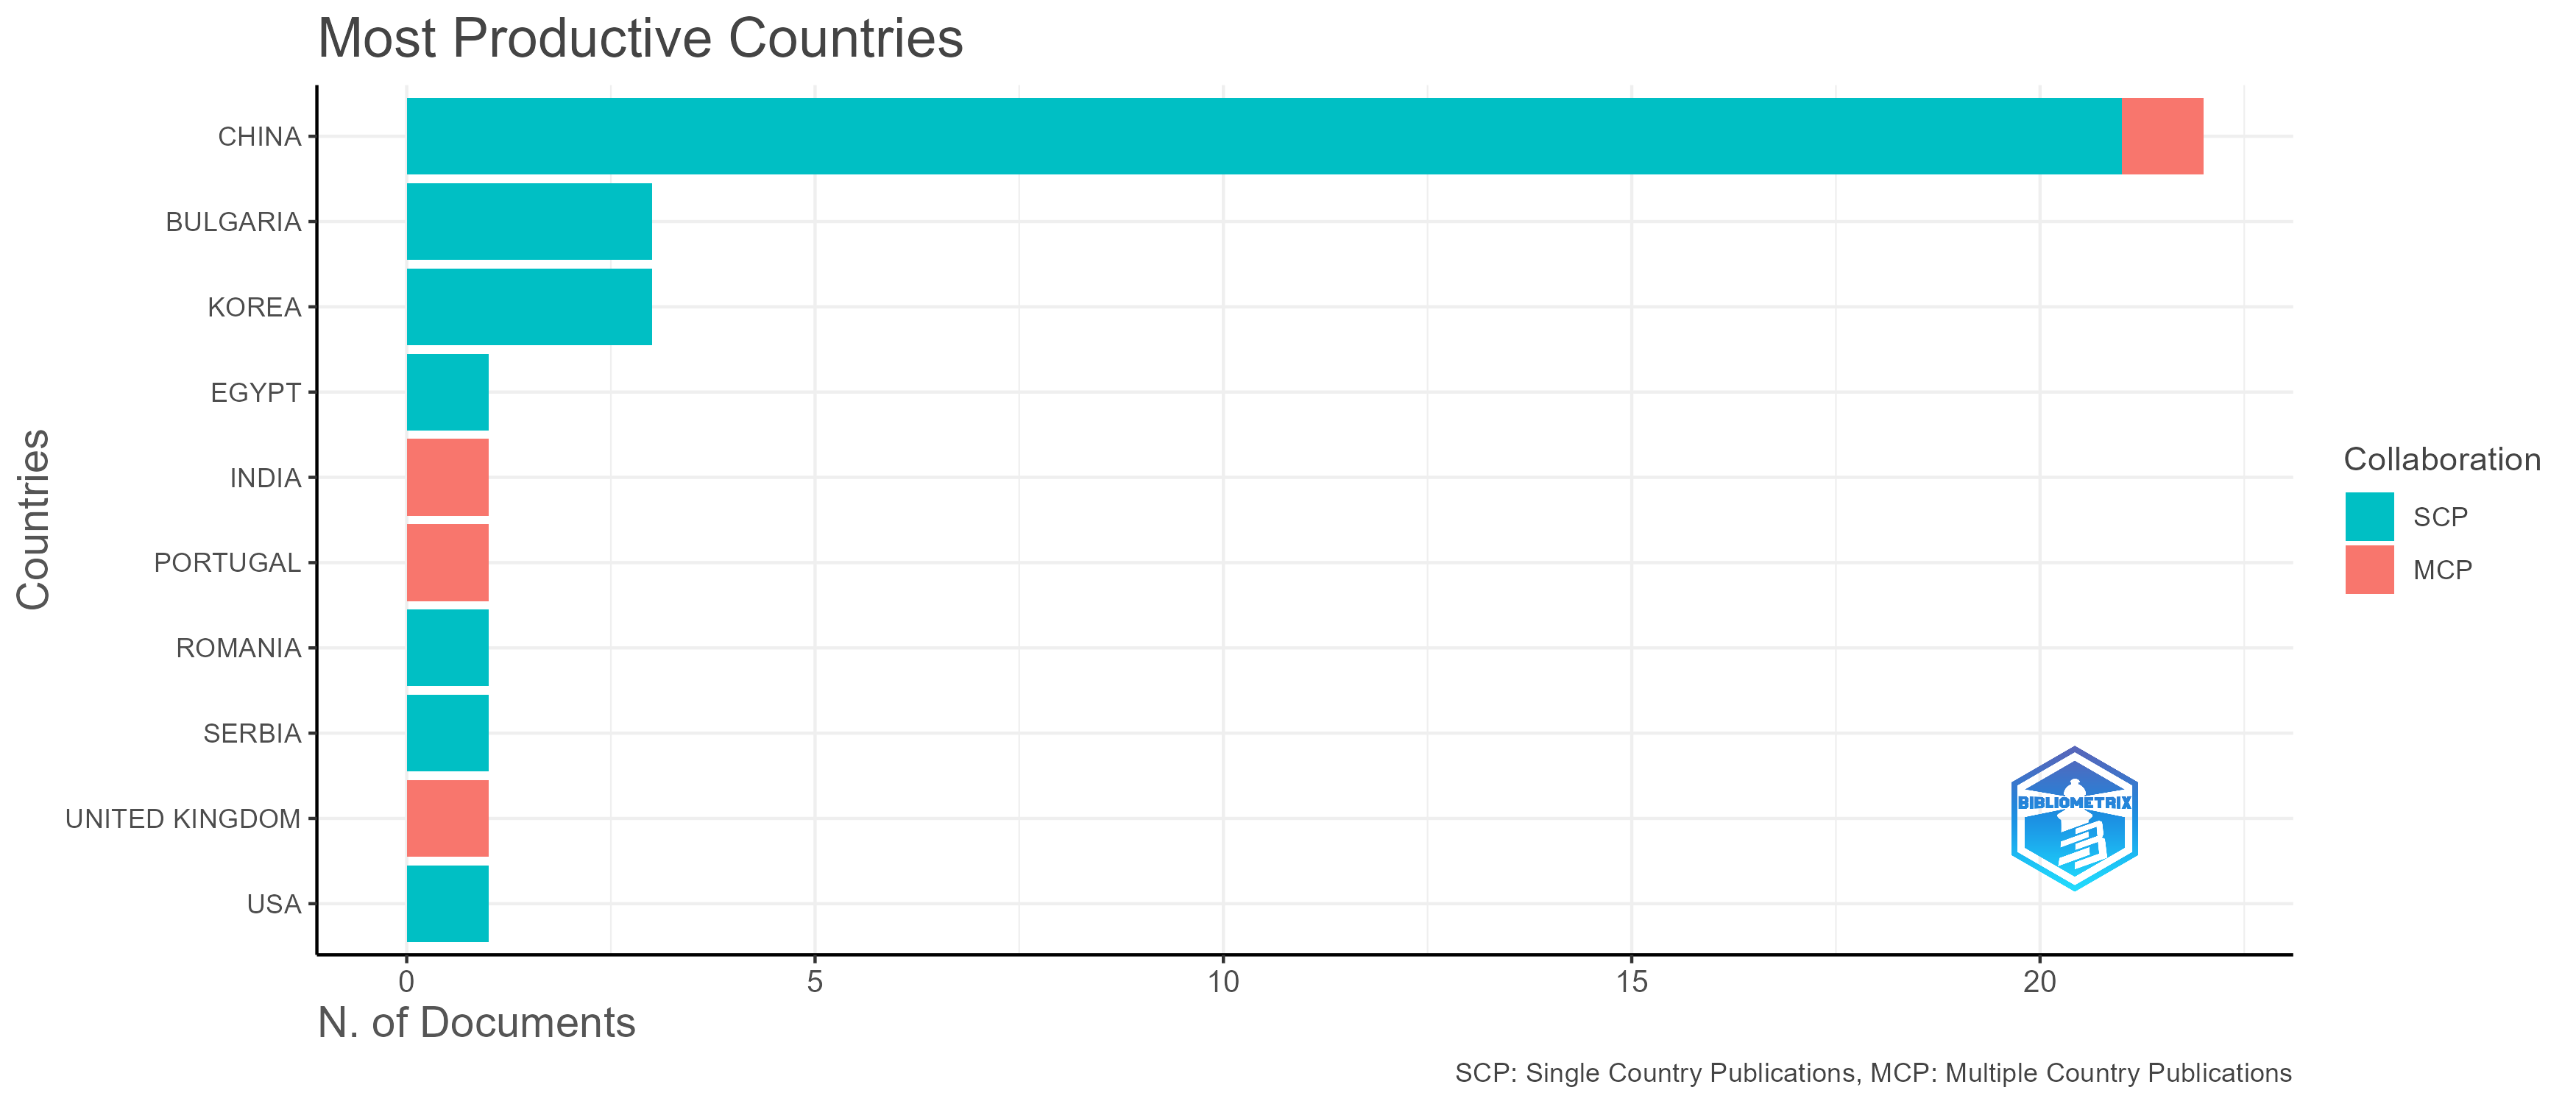 Most Productive Countries
CHINA
BULGARIA
KOREA
EGYPT
INDIA
PORTUGAL
ROMANIA
SERBIA
UNITED KINGDOM
USA
Countries
0 5 10 15 20
N. of Documents
Collaboration
SCP
MCP
BIBLIOMETRIX
SCP: Single Country Publications, MCP: Multiple Country Publications